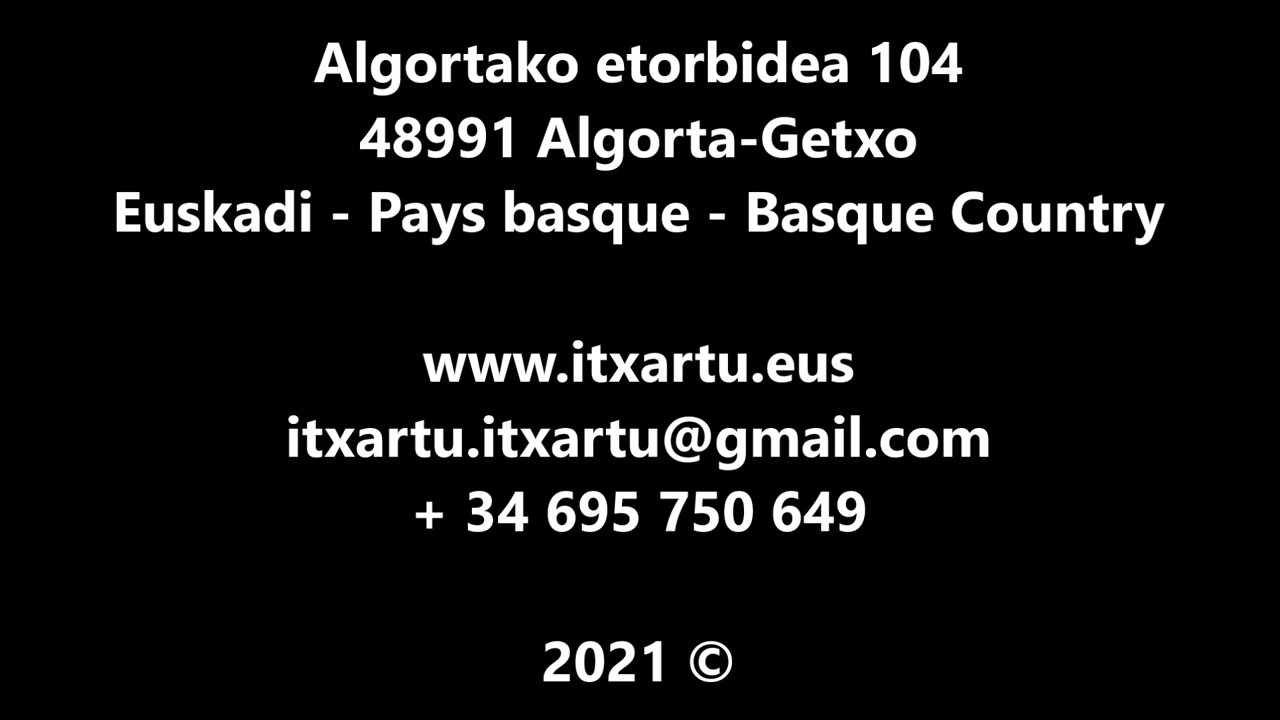 Algortako etorbidea 104
48991 Algorta-Getxo
Euskadi - Pays basque - Basque Country
www.itxartu.eus
itxartu.itxartu@gmail.com
+ 34 695 750 649
2021 ©